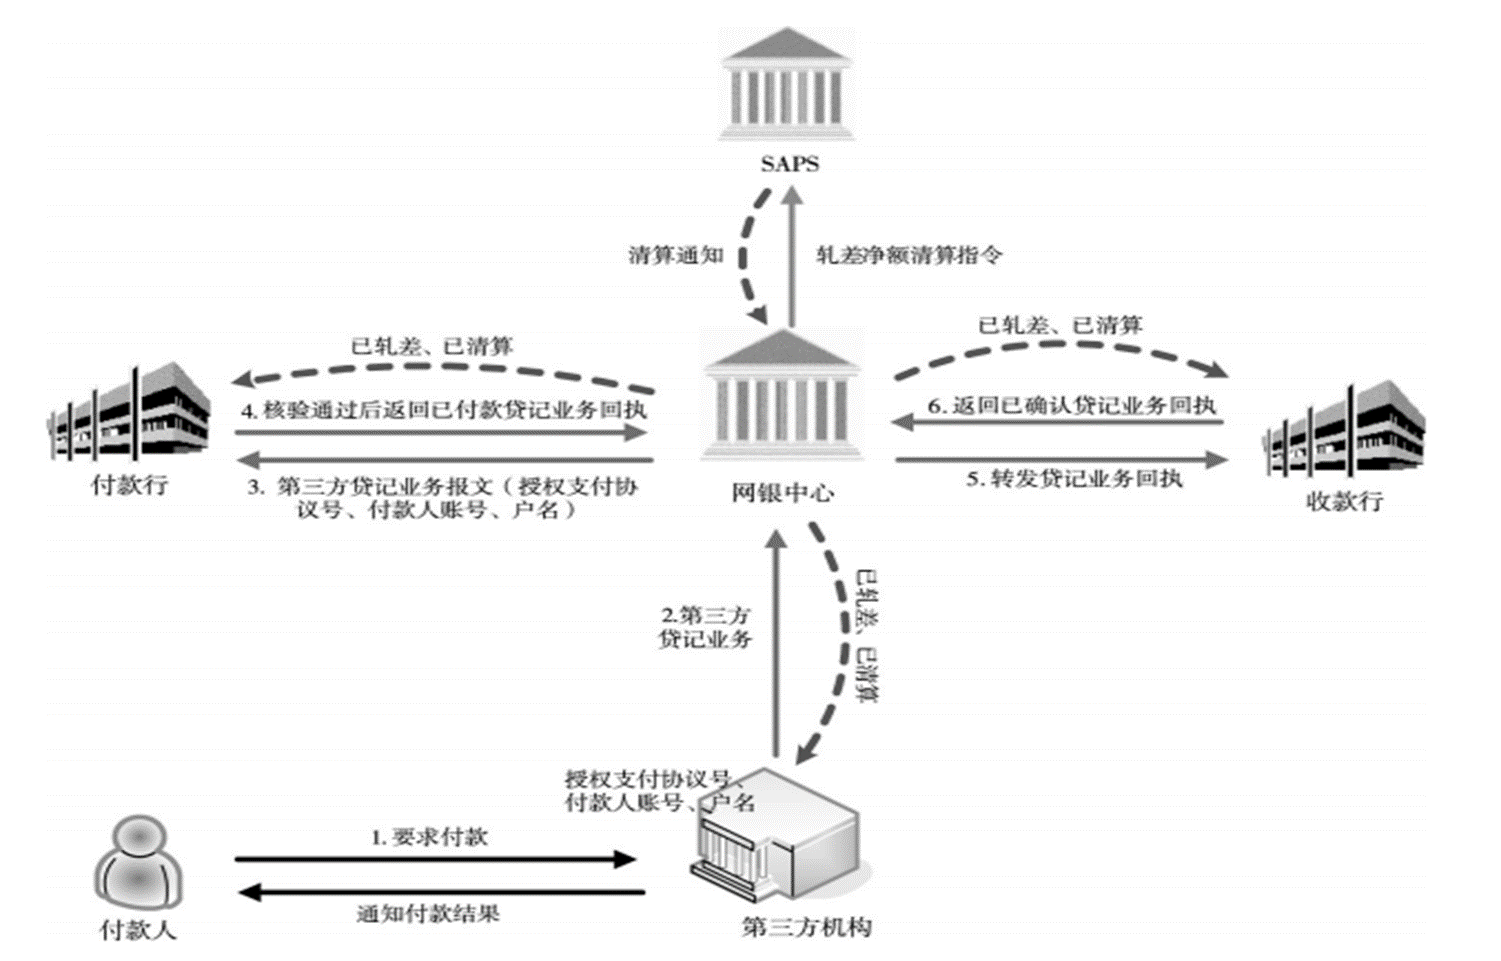 SAPS
清算通知
轧差净额清算指令
已轧差、已清算
已轧差、已清算
4.核验通过后返回已付款贷记业务回执
6.返回已确认贷记业务回执
付款行
3. 第三方贷记业务报文（授权支付协
议号、付款人账号、户名）
网银中心
5.转发贷记业务回执
收款行
2.第三方
贷记业务
已轧差、已清算
授权支付协议号、
付款人账号、户名
1.要求付款
通知付款结果
付款人
第三方机构